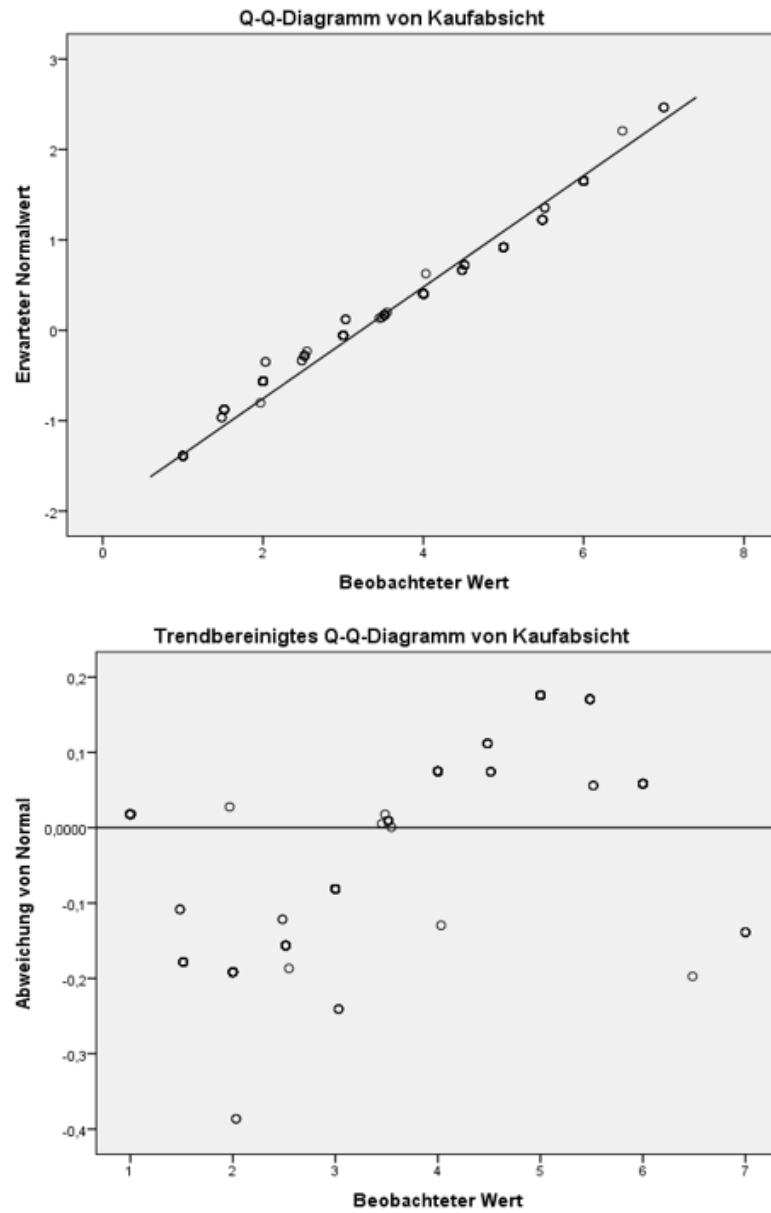 Q-Q-Diagramm von Kaufabsicht
3
2
1
0
-1
-2
Erwarteter Normalwert
0 2 4 6 8
Beobachteter Wert
Trendbereinigtes Q-Q-Diagramm von Kaufabsicht
0,2
0,1
0,0000
-0,1
-0,2
-0,3
-0,4
Abweichung von Normal
1 2 3 4 5 6 7
Beobachteter Wert